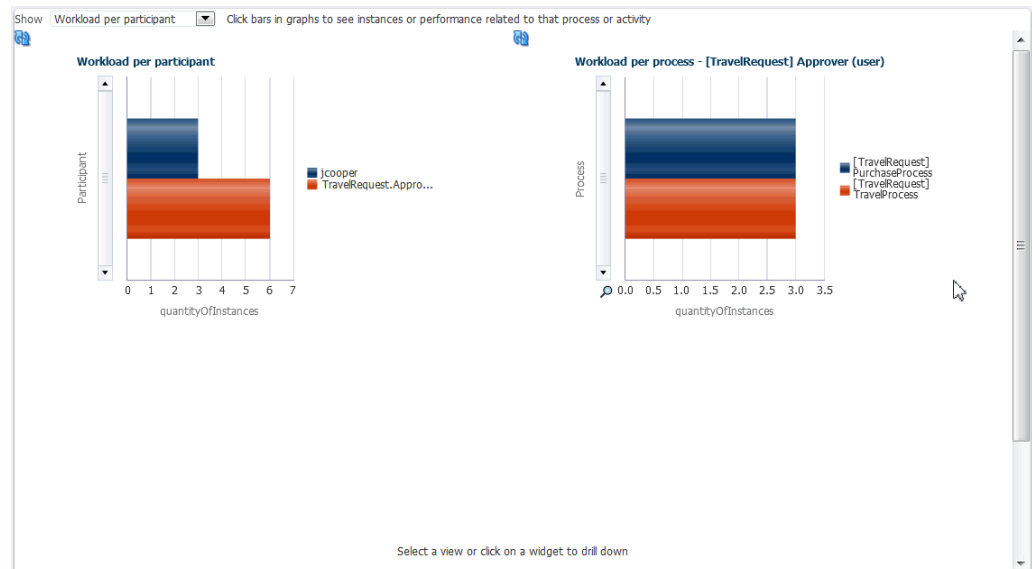 Show Workload per participant Click bars in graphs to see instances or performance related to that process or activity
Workload per participant
Participant
0 1 2 3 4 5 6 7
quantityOfInstances
jcooper
TravelRequest.Appro...
Workload per process - [TravelRequest] Approver (user)
Process
0.0 0.5 1.0 1.5 2.0 2.5 3.0 3.5
quantityOfInstances
[TravelRequest]
PurchaseProcess
[TravelRequest]
TravelProcess
Select a view or click on a widget to drill down